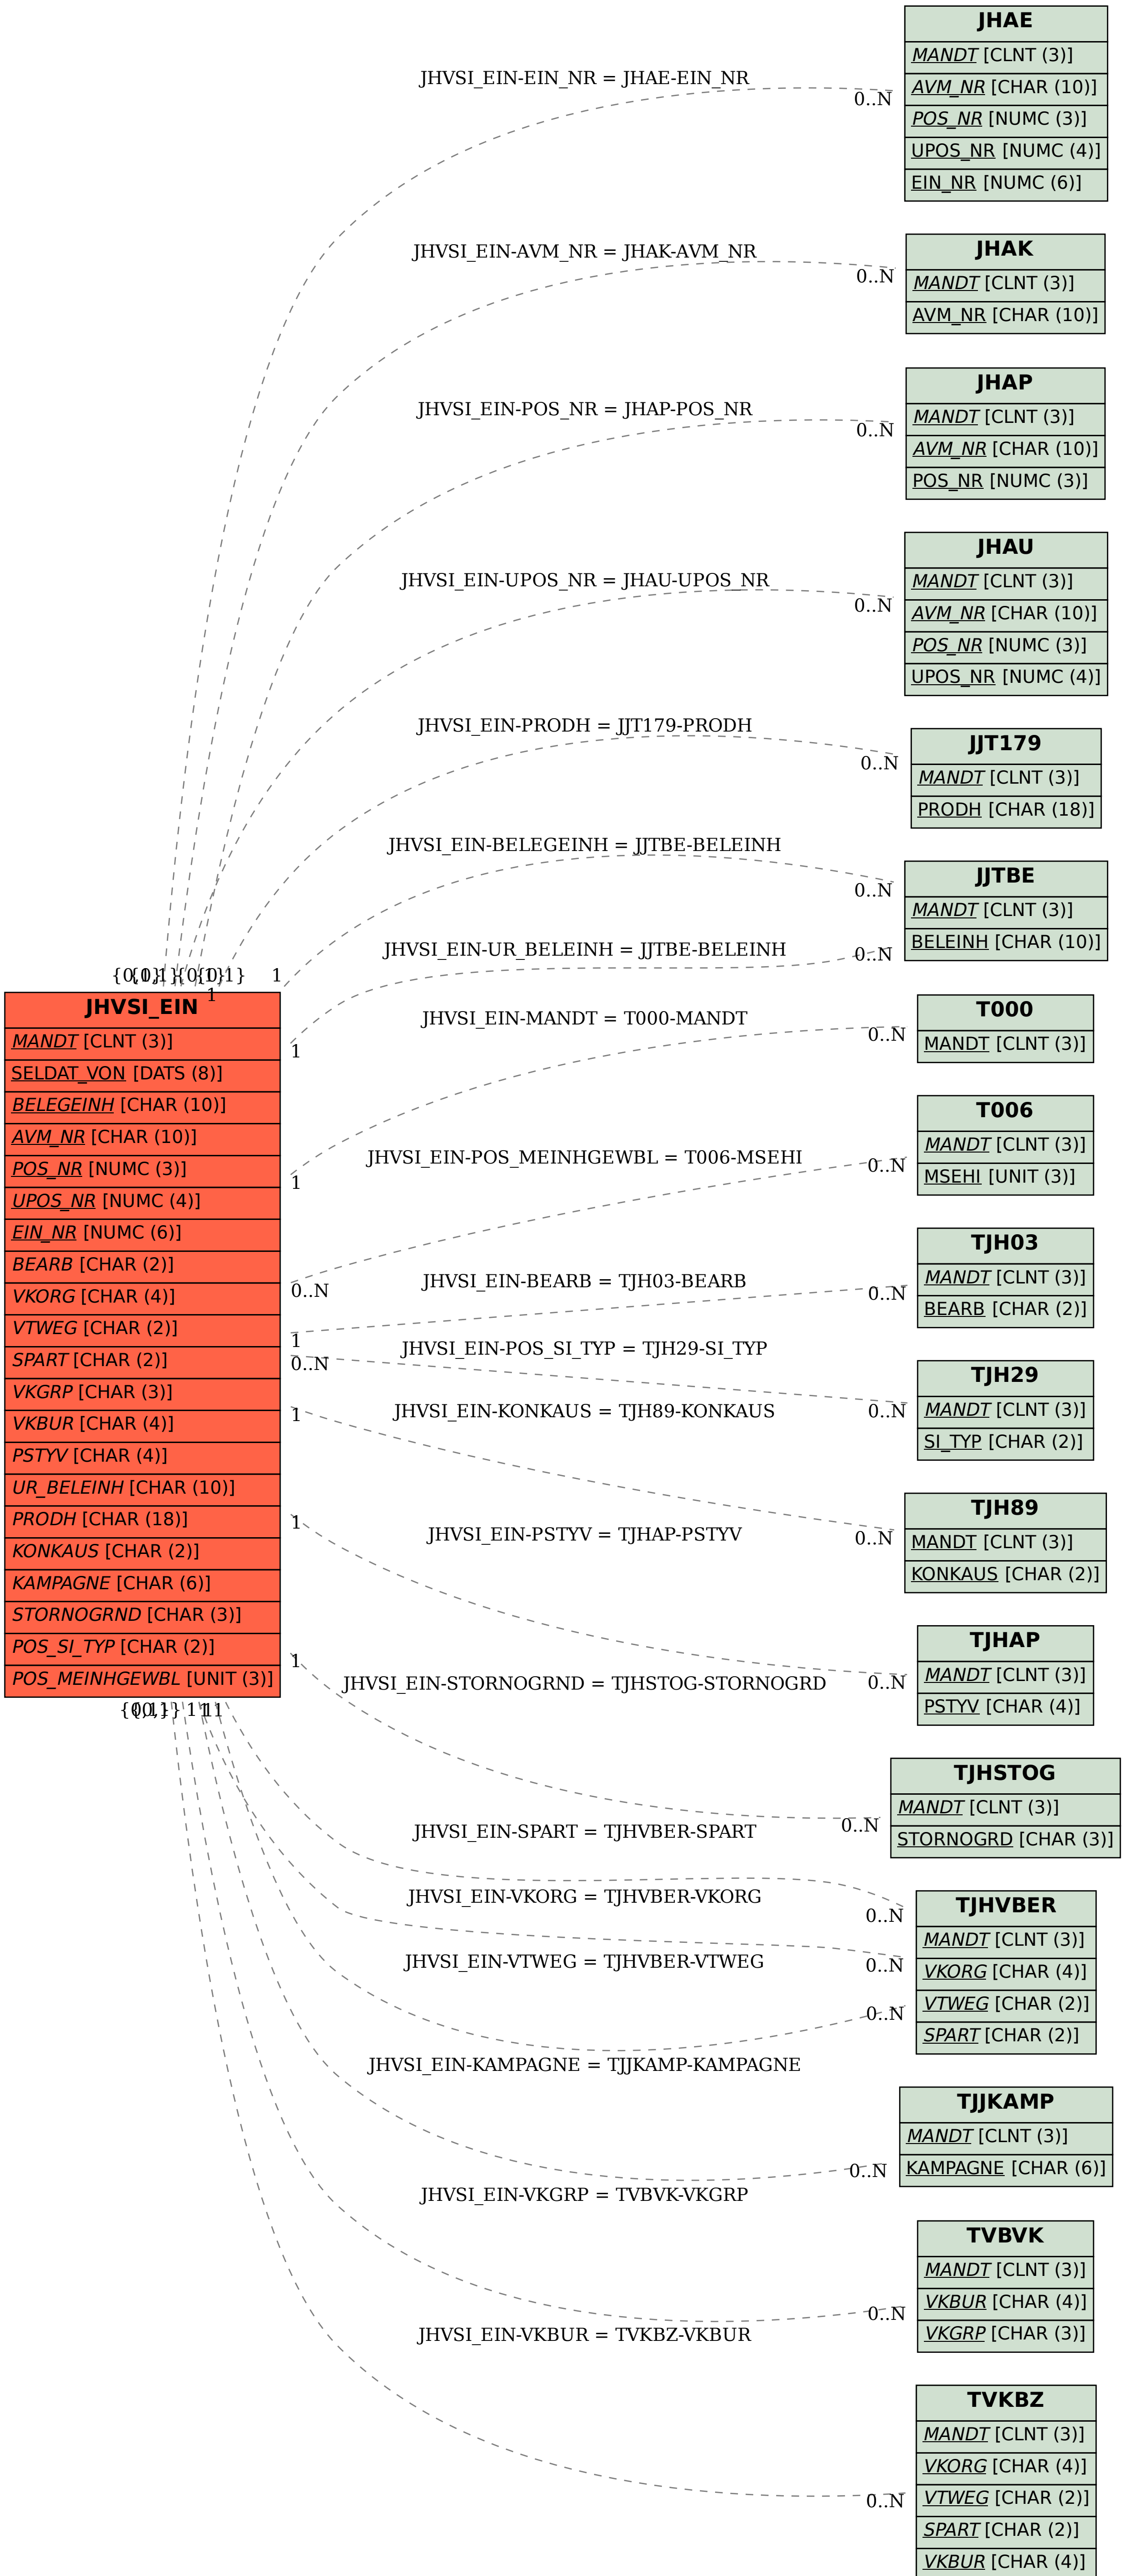 JHAE
MANDT [CLNT (3)]
AVM_NR [CHAR (10)]
POS_NR [NUMC (3)]
UPOS_NR [NUMC (4)]
EIN_NR [NUMC (6)]
JHVSI_EIN-EIN_NR = JHAE-EIN_NR
0..N
JHAK
MANDT [CLNT (3)]
AVM_NR [CHAR (10)]
JHVSI_EIN-AVM_NR = JHAK-AVM_NR
0..N
JHAP
MANDT [CLNT (3)]
AVM_NR [CHAR (10)]
POS_NR [NUMC (3)]
JHVSI_EIN-POS_NR = JHAP-POS_NR
0..N
JHAU
MANDT [CLNT (3)]
AVM_NR [CHAR (10)]
POS_NR [NUMC (3)]
UPOS_NR [NUMC (4)]
JHVSI_EIN-UPOS_NR = JHAU-UPOS_NR
0..N
JJT179
MANDT [CLNT (3)]
PRODH [CHAR (18)]
JHVSI_EIN-PRODH = JJT179-PRODH
0..N
JJTBE
MANDT [CLNT (3)]
BELEINH [CHAR (10)]
JHVSI_EIN-BELEGEINH = JJTBE-BELEINH
0..N
JHVSI_EIN-UR_BELEINH = JJTBE-BELEINH
0..N
1
1
JHVSI_EIN
MANDT [CLNT (3)]
SELDAT_VON [DATS (8)]
BELEGEINH [CHAR (10)]
AVM_NR [CHAR (10)]
POS_NR [NUMC (3)]
UPOS_NR [NUMC (4)]
EIN_NR [NUMC (6)]
BEARB [CHAR (2)]
VKORG [CHAR (4)]
VTWEG [CHAR (2)]
SPART [CHAR (2)]
VKGRP [CHAR (3)]
VKBUR [CHAR (4)]
PSTYV [CHAR (4)]
UR_BELEINH [CHAR (10)]
PRODH [CHAR (18)]
KONKAUS [CHAR (2)]
KAMPAGNE [CHAR (6)]
STORNOGRND [CHAR (3)]
POS_SI_TYP [CHAR (2)]
POS_MEINHGEWBL [UNIT (3)]
1
T000
MANDT [CLNT (3)]
JHVSI_EIN-MANDT = T000-MANDT
0..N
1
T006
MANDT [CLNT (3)]
MSEHI [UNIT (3)]
JHVSI_EIN-POS_MEINHGEWBL = T006-MSEHI
0..N
0..N
TJH03
MANDT [CLNT (3)]
BEARB [CHAR (2)]
JHVSI_EIN-BEARB = TJH03-BEARB
0..N
1
TJH29
MANDT [CLNT (3)]
SI_TYP [CHAR (2)]
JHVSI_EIN-POS_SI_TYP = TJH29-SI_TYP
0..N
0..N
TJH89
MANDT [CLNT (3)]
KONKAUS [CHAR (2)]
JHVSI_EIN-KONKAUS = TJH89-KONKAUS
0..N
1
TJHAP
MANDT [CLNT (3)]
PSTYV [CHAR (4)]
JHVSI_EIN-PSTYV = TJHAP-PSTYV
0..N
1
TJHSTOG
MANDT [CLNT (3)]
STORNOGRD [CHAR (3)]
JHVSI_EIN-STORNOGRND = TJHSTOG-STORNOGRD
0..N
1
TJHVBER
MANDT [CLNT (3)]
VKORG [CHAR (4)]
VTWEG [CHAR (2)]
SPART [CHAR (2)]
JHVSI_EIN-SPART = TJHVBER-SPART
0..N
JHVSI_EIN-VKORG = TJHVBER-VKORG
0..N
JHVSI_EIN-VTWEG = TJHVBER-VTWEG
0..N
TJJKAMP
MANDT [CLNT (3)]
KAMPAGNE [CHAR (6)]
JHVSI_EIN-KAMPAGNE = TJJKAMP-KAMPAGNE
0..N
TVBVK
MANDT [CLNT (3)]
VKBUR [CHAR (4)]
VKGRP [CHAR (3)]
JHVSI_EIN-VKGRP = TVBVK-VKGRP
0..N
TVKBZ
MANDT [CLNT (3)]
VKORG [CHAR (4)]
VTWEG [CHAR (2)]
SPART [CHAR (2)]
VKBUR [CHAR (4)]
JHVSI_EIN-VKBUR = TVKBZ-VKBUR
0..N